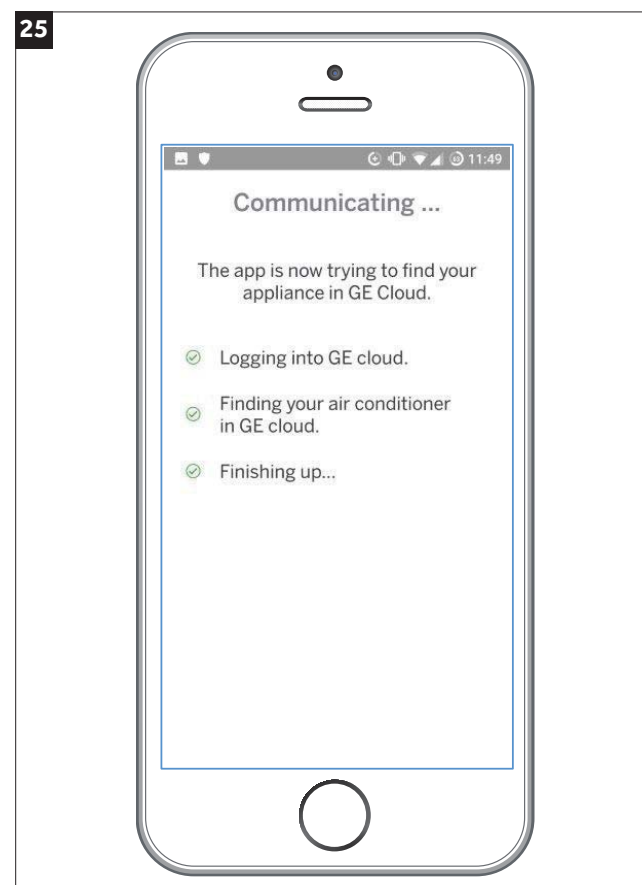 25
11:49
Communicating ...
The app is now trying to find your
appliance in GE Cloud.
Logging into GE cloud.
Finding your air conditioner
in GE cloud.
Finishing up...